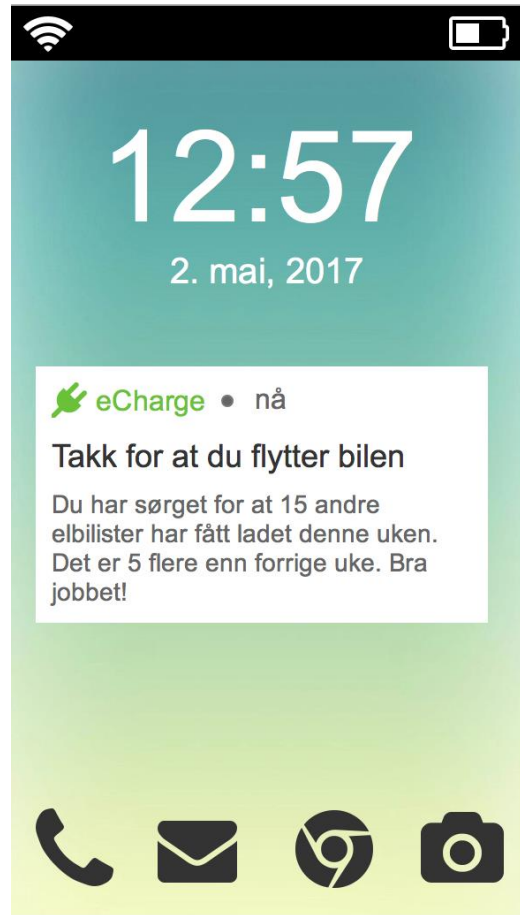 12:57
2. mai, 2017
eCharge • nå
Takk for at du flytter bilen
Du har sørget for at 15 andre
elbilister har fått ladet denne uken.
Det er 5 flere enn forrige uke. Bra
jobbet!